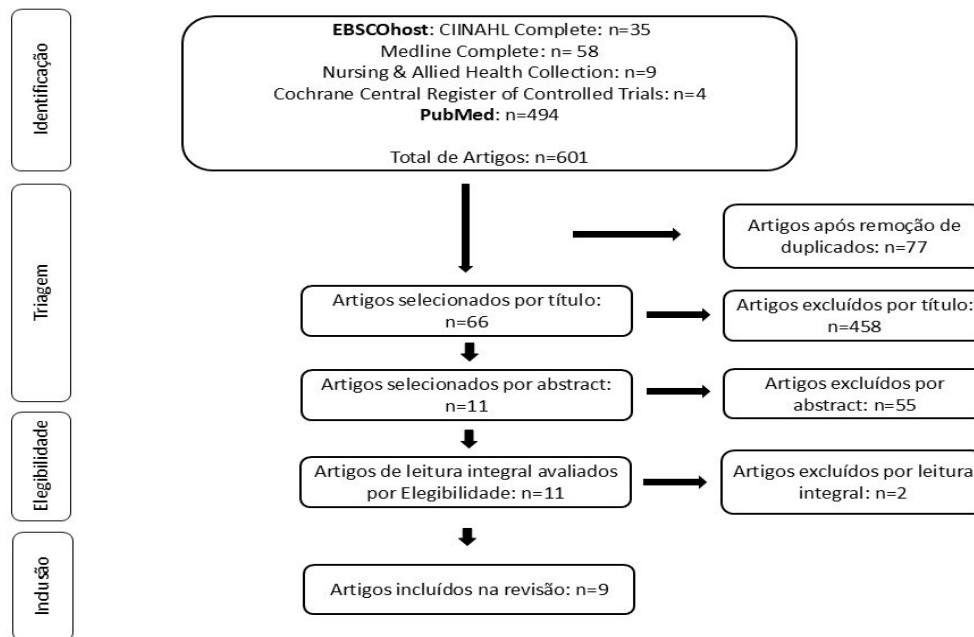 Identificação
EBSCOhost: CIINAHL Complete: n=35
Medline Complete: n= 58
Nursing & Allied Health Collection: n=9
Cochrane Central Register of Controlled Trials: n=4
PubMed: n=494
Total de Artigos: n=601
Triagem
Artigos após remoção de
duplicados: n=77
Artigos selecionados por título:
n=66
Artigos excluídos por título:
n=458
Artigos selecionados por abstract:
n=11
Artigos excluídos por
abstract: n=55
Elegibilidade
Artigos de leitura integral avaliados
por Elegibilidade: n=11
Artigos excluídos por leitura
integral: n=2
Inclusão
Artigos incluídos na revisão: n=9